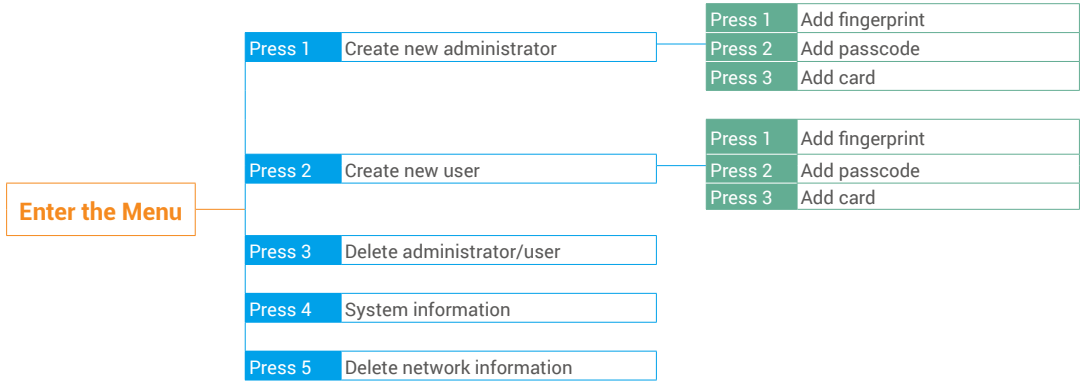 Enter the Menu
Press 1 Create new administrator
Press 1 Add fingerprint
Press 2 Add passcode
Press 3 Add card
Press 2 Create new user
Press 1 Add fingerprint
Press 2 Add passcode
Press 3 Add card
Press 3 Delete administrator/user
Press 4 System information
Press 5 Delete network information